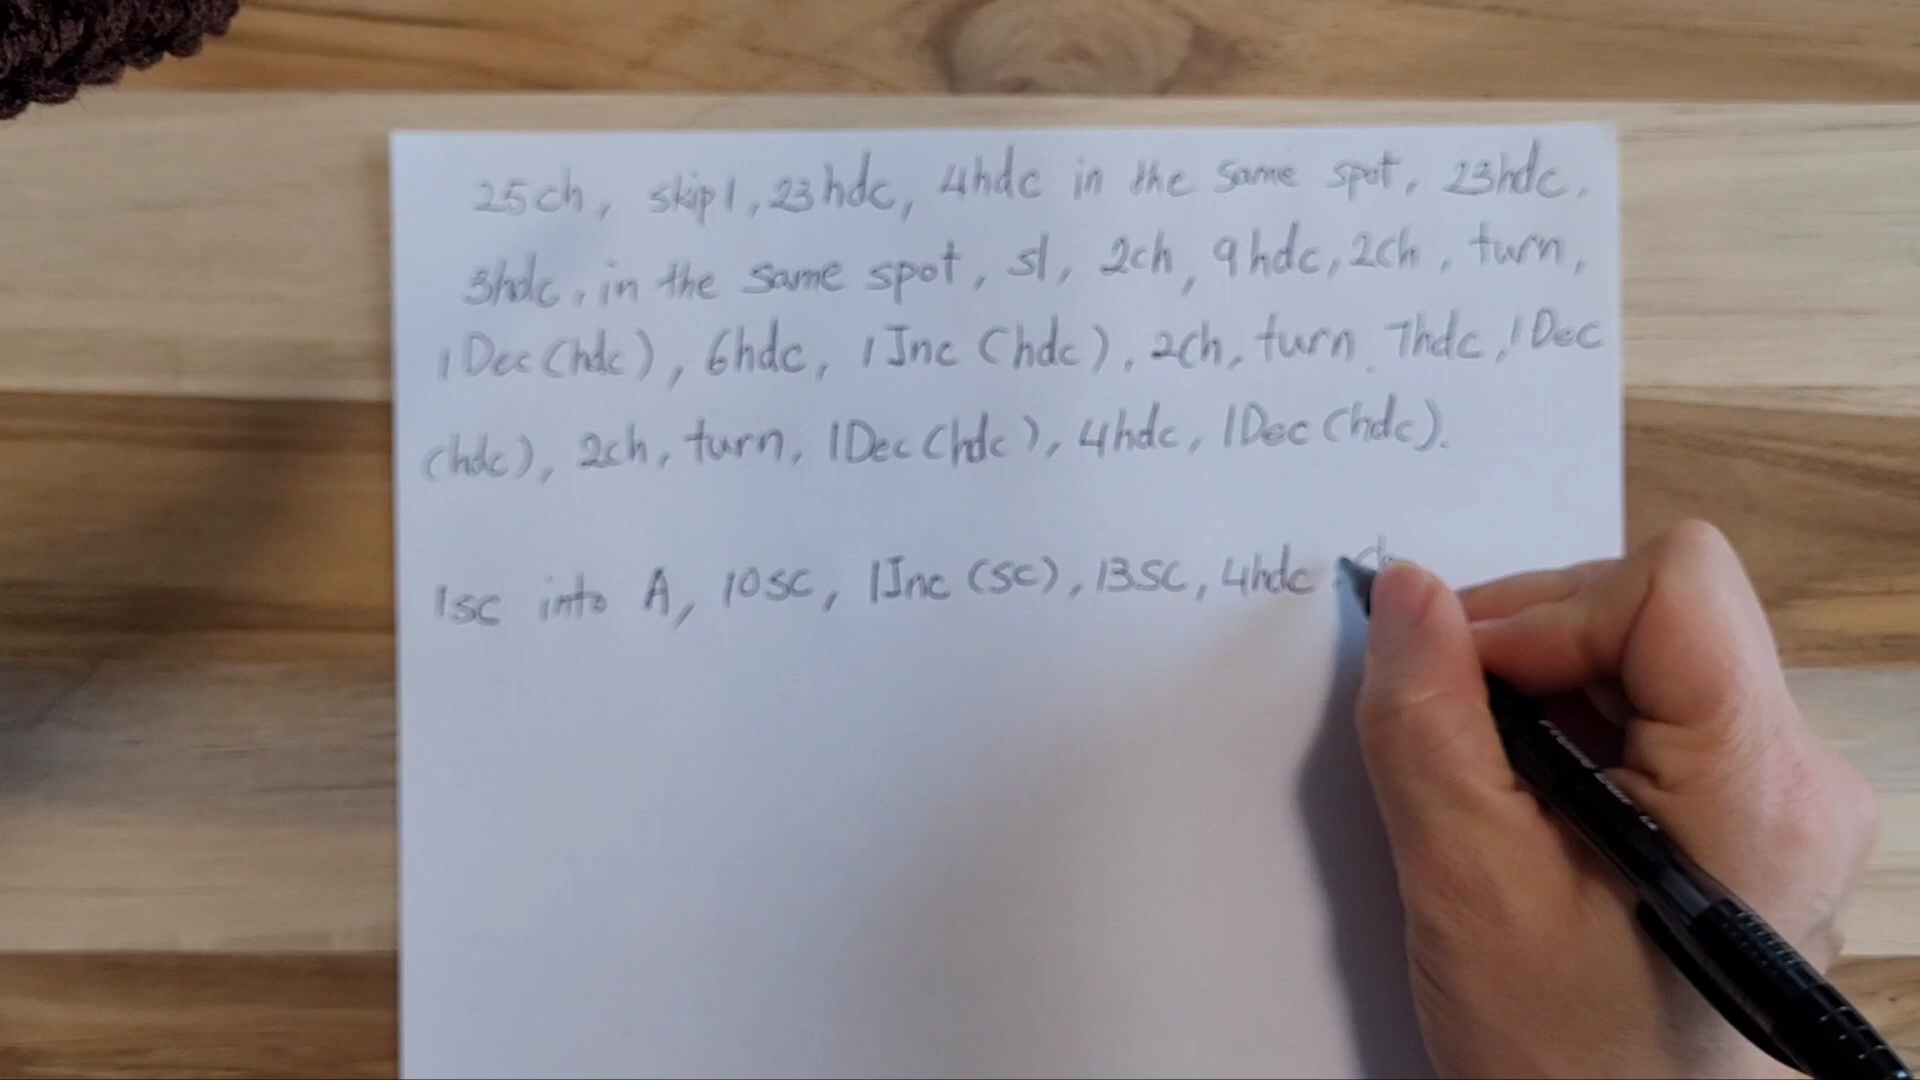 25ch, skip1, 23hdc, 4hdc in the same spot, 23hdc,
3hdc, in the same spot, sl, 2ch, 9hdc, 2ch, turn,
1Dec(hdc), 6hdc, 1Inc (hdc), 2ch, turn, 7hdc, 1Dec
(hdc), 2ch, turn, 1Dec(hdc), 4hdc, 1Dec(hdc).
1sc into A, 10sc, 1Inc (sc), 13sc, 4hdc